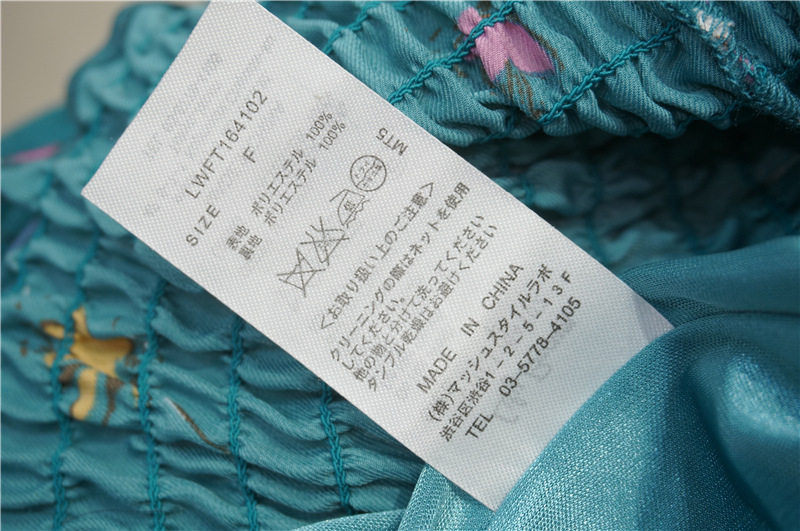 LWFT164102
SIZE F
表地 ポリエステル 100%
裏地 ポリエステル 100%
MT5
<お取り扱い上のご注意>
クリーニングの際はネットを使用
してください。
他の物と分けて洗ってください
タンブル乾燥はお避けください
MADE IN CHINA
(株)マッシュスタイルラボ
渋谷区渋谷1-2-5-13F
TEL 03-5778-4105